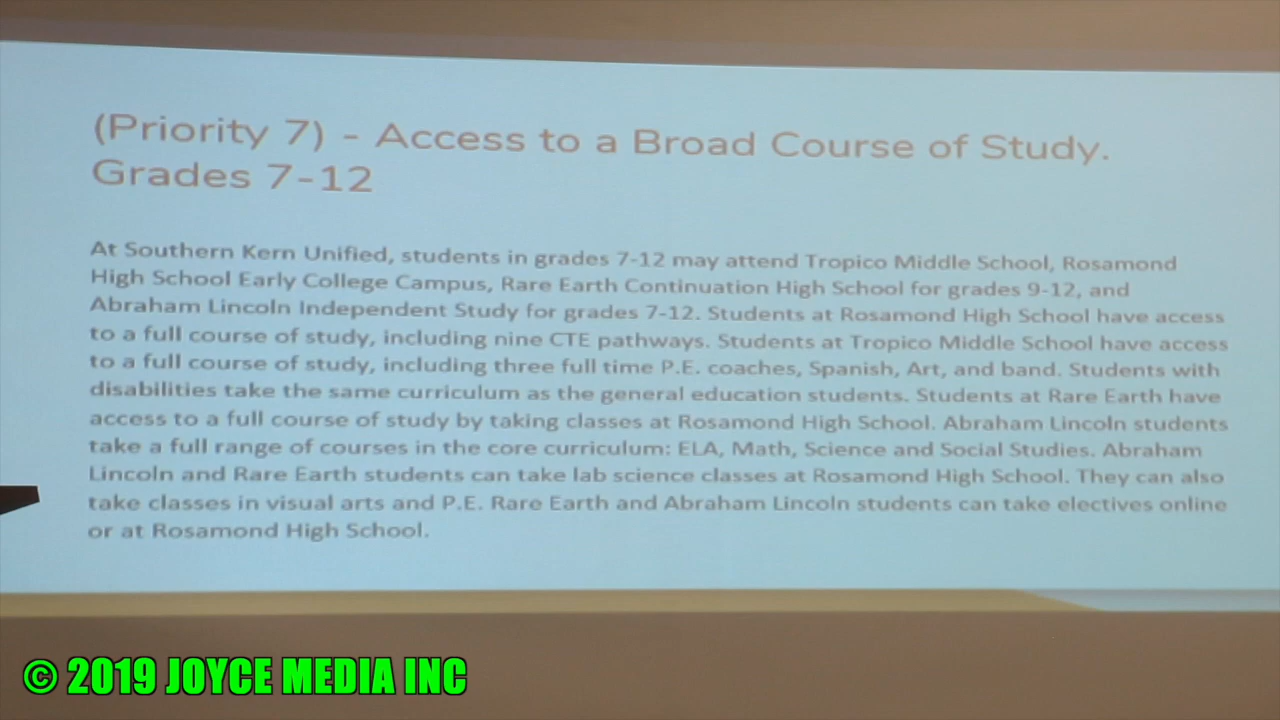 (Priority 7) - Access to a Broad Course of Study.
Grades 7-12
At Southern Kern Unified, students in grades 7-12 may attend Tropico Middle School, Rosamond
High School Early College Campus, Rare Earth Continuation High School for grades 9-12, and
Abraham Lincoln Independent Study for grades 7-12. Students at Rosamond High School have access
to a full course of study, including nine CTE pathways. Students at Tropico Middle School have access
to a full course of study, including three full time P.E. coaches, Spanish, Art, and band. Students with
disabilities take the same curriculum as the general education students. Students at Rare Earth have
access to a full course of study by taking classes at Rosamond High School. Abraham Lincoln students
take a full range of courses in the core curriculum: ELA, Math, Science and Social Studies. Abraham
Lincoln and Rare Earth students can take lab science classes at Rosamond High School. They can also
take classes in visual arts and P.E. Rare Earth and Abraham Lincoln students can take electives online
or at Rosamond High School.
© 2019 JOYCE MEDIA INC